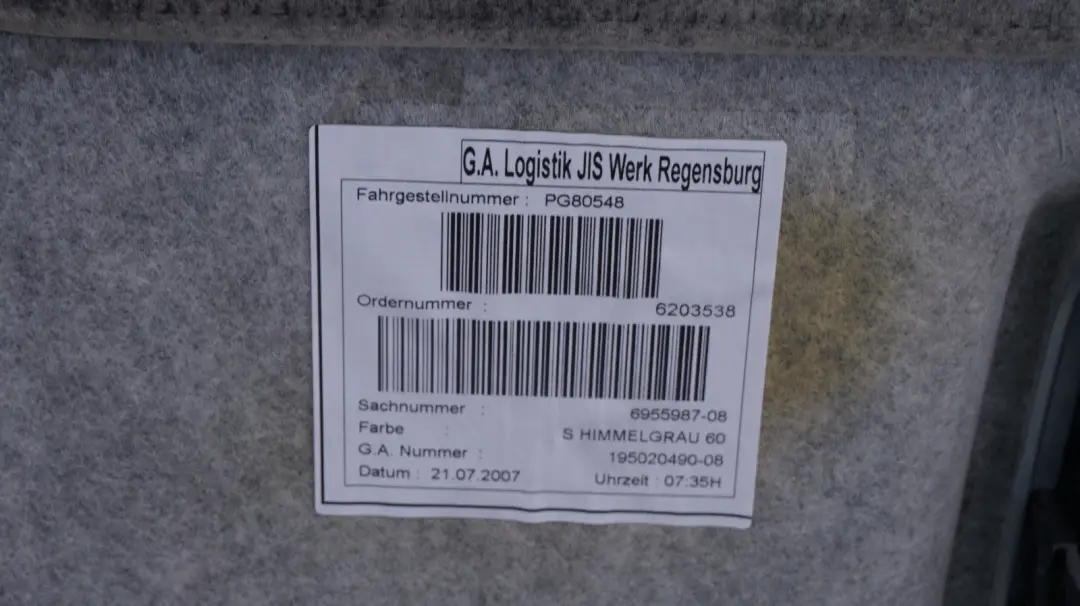 G.A. Logistik JIS Werk Regensburg
Fahrgestellnummer : PG80548
Ordernummer : 6203538
Sachnummer : 6955987-08
Farbe : S HIMMELGRAU 60
G.A. Nummer : 195020490-08
Datum : 21.07.2007 Uhrzeit : 07:35H